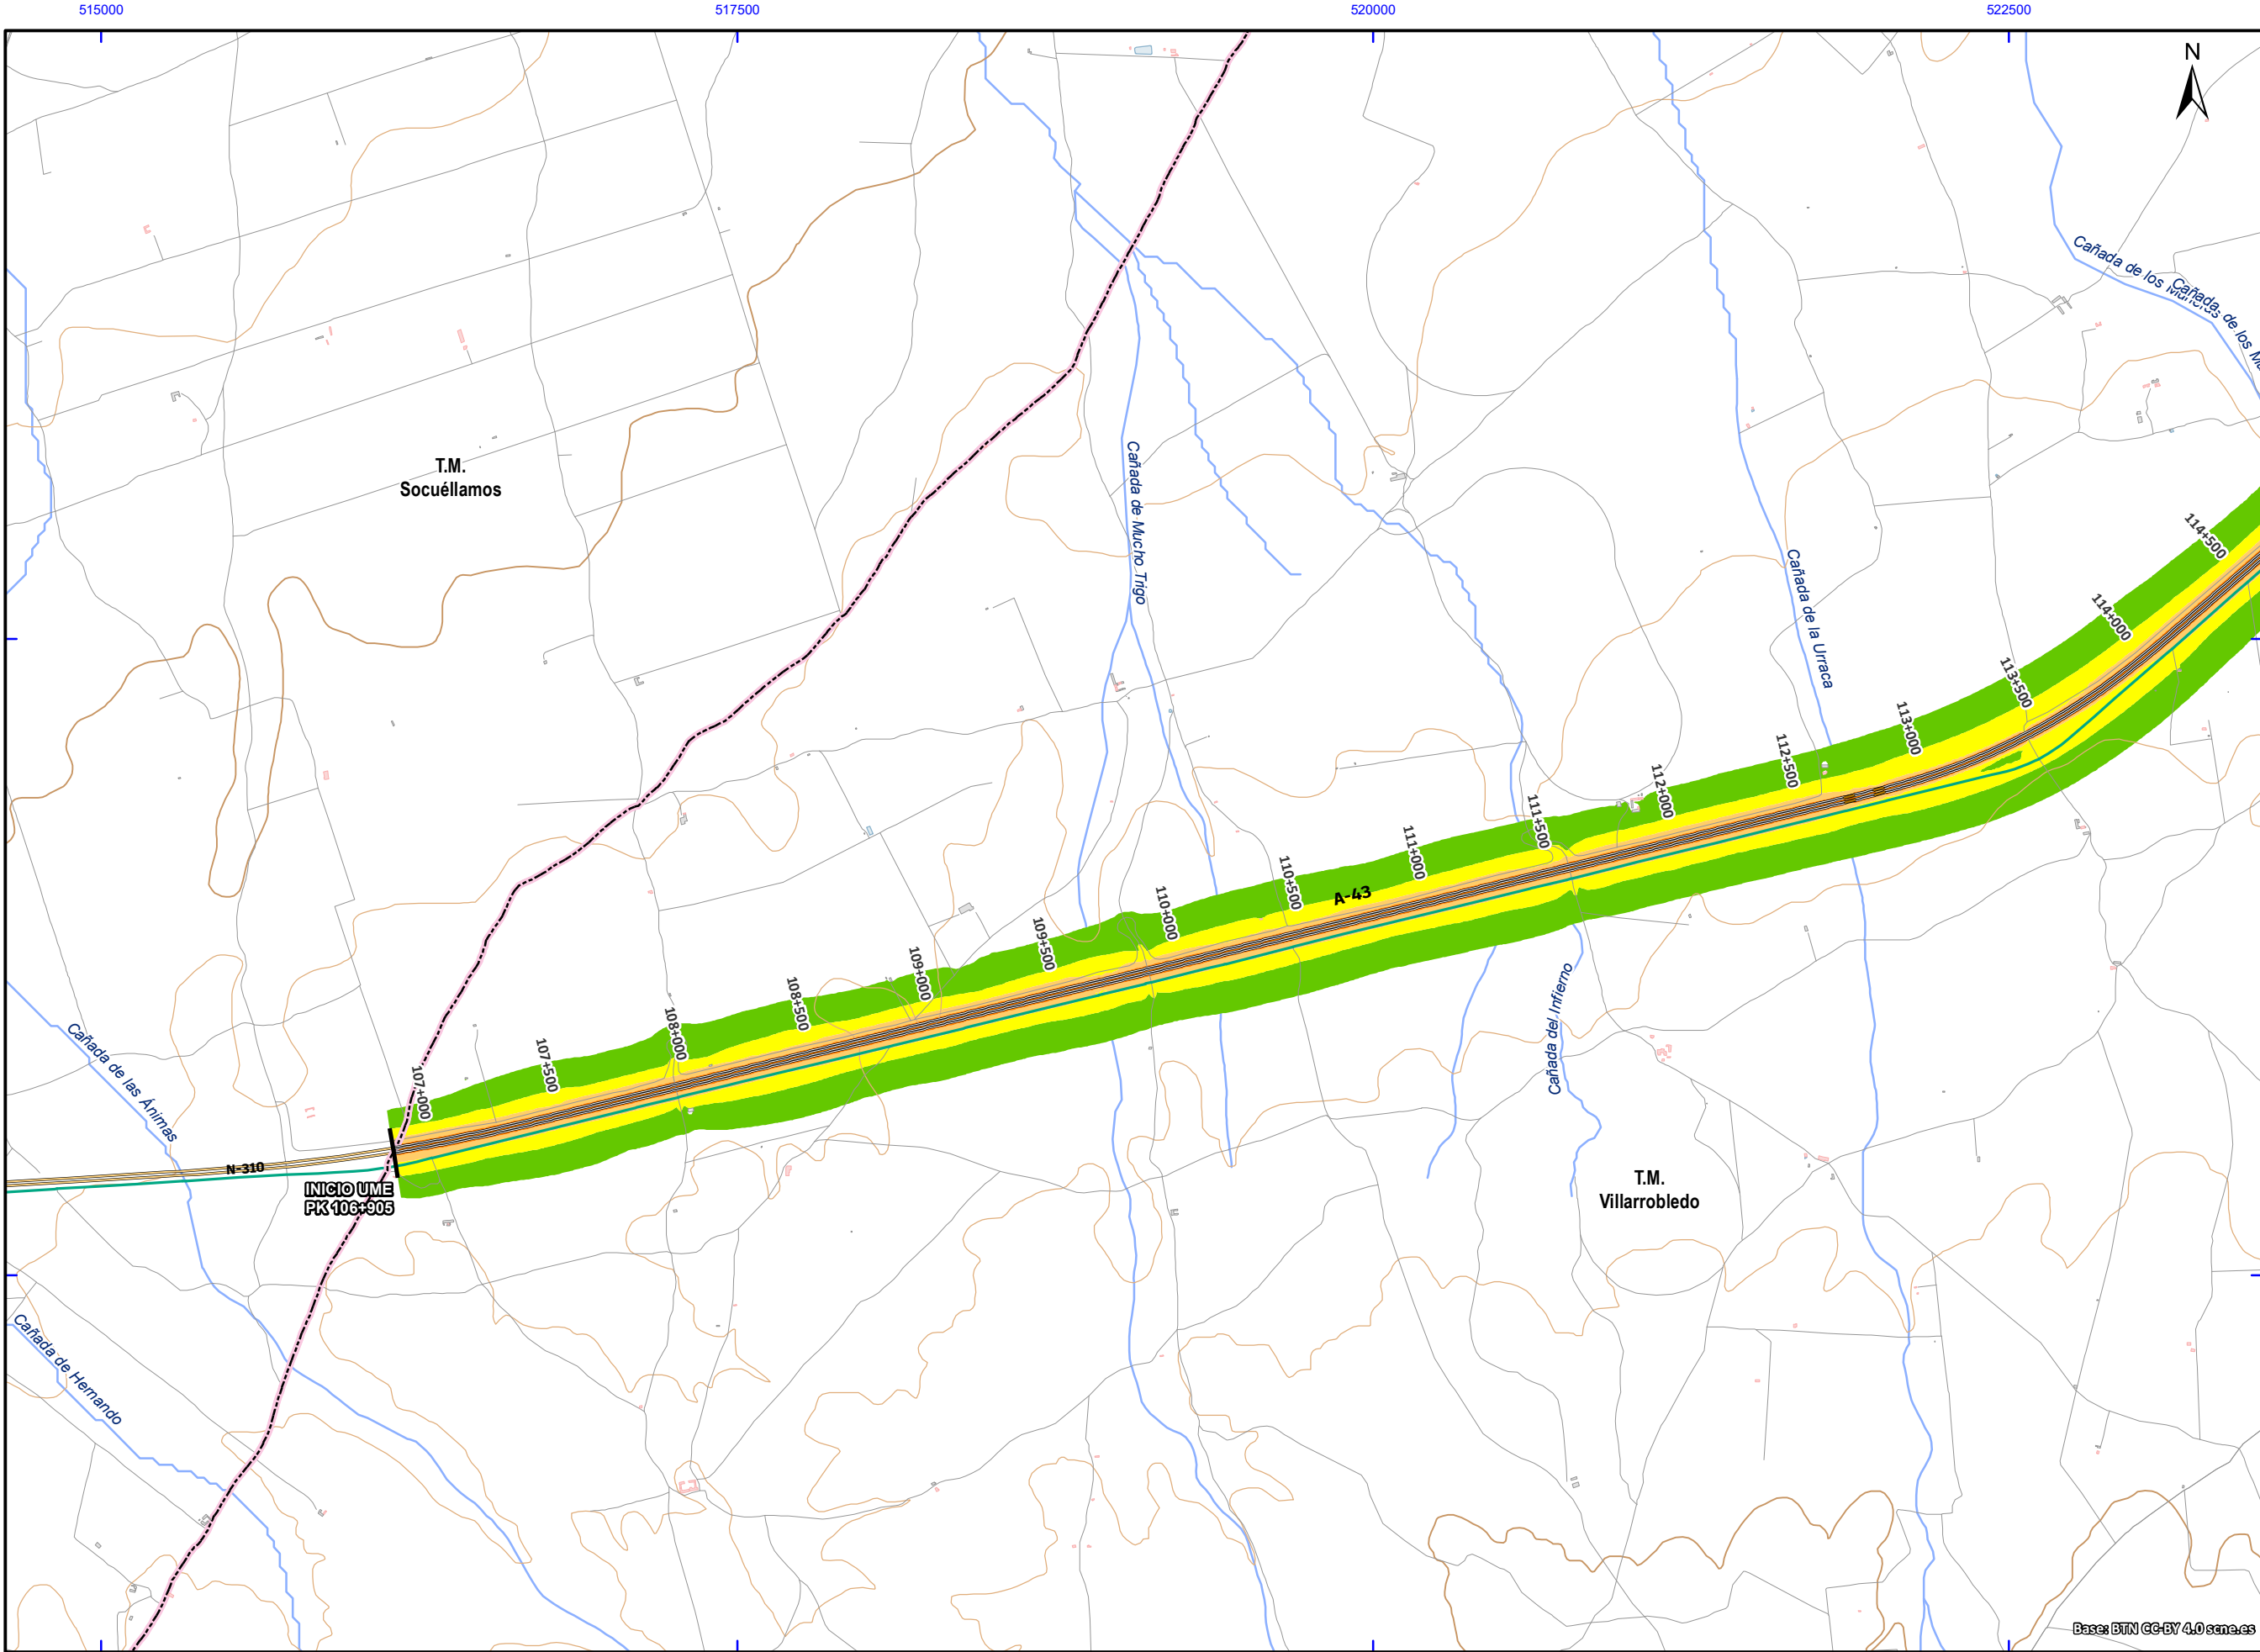 515000
517500
520000
522500
N
Cañada de los Muncios
Cañada de los Mu
T.M.
Socuéllamos
Cañada de Mucho Trigo
Cañada de la Urraca
114+500
114+000
113+500
113+000
112+500
112+000
111+500
111+000
110+500
A-43
110+000
109+500
109+000
108+500
108+000
107+500
107+000
Cañada del Infierno
Cañada de las Ánimas
N-310
INICIO UME
PK 106+905
T.M.
Villarrobledo
Cañada de Hernando
Base: BTN CC-BY 4.0 scne.es